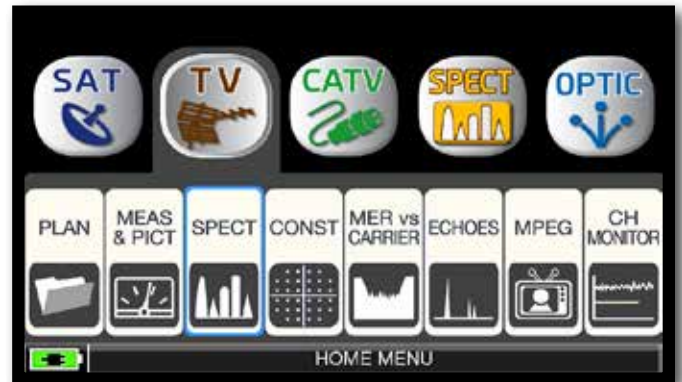 SAT
TV
CATV
SPECT
OPTIC
PLAN
MEAS
& PICT
SPECT
CONST
MER vs
CARRIER
ECHOES
MPEG
CH
MONITOR
HOME MENU